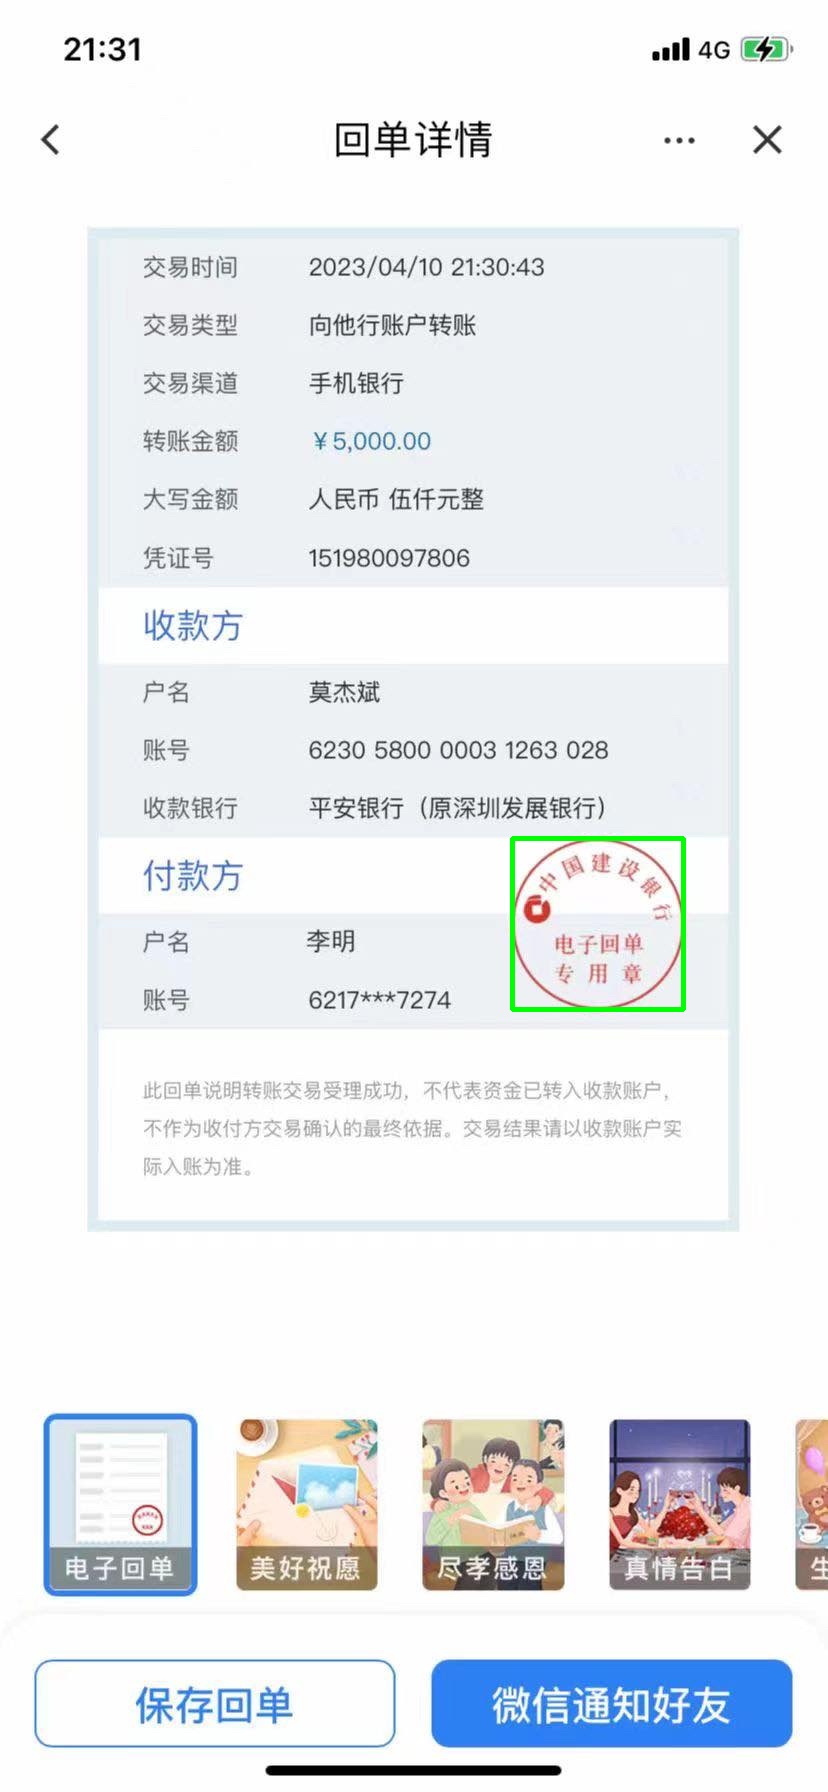 21:31
4G
回单详情
交易时间 2023/04/10 21:30:43
交易类型 向他行账户转账
交易渠道 手机银行
转账金额 ¥5,000.00
大写金额 人民币 伍仟元整
凭证号 151980097806
收款方
户名 莫杰斌
账号 6230 5800 0003 1263 028
收款银行 平安银行（原深圳发展银行）
付款方
中国建设银行
电子回单
专用章
户名 李明
账号 6217***7274
此回单说明转账交易受理成功，不代表资金已转入收款账户，
不作为收付方交易确认的最终依据。交易结果请以收款账户实
际入账为准。
电子回单 美好祝愿 尽孝感恩 真情告白 生
保存回单 微信通知好友